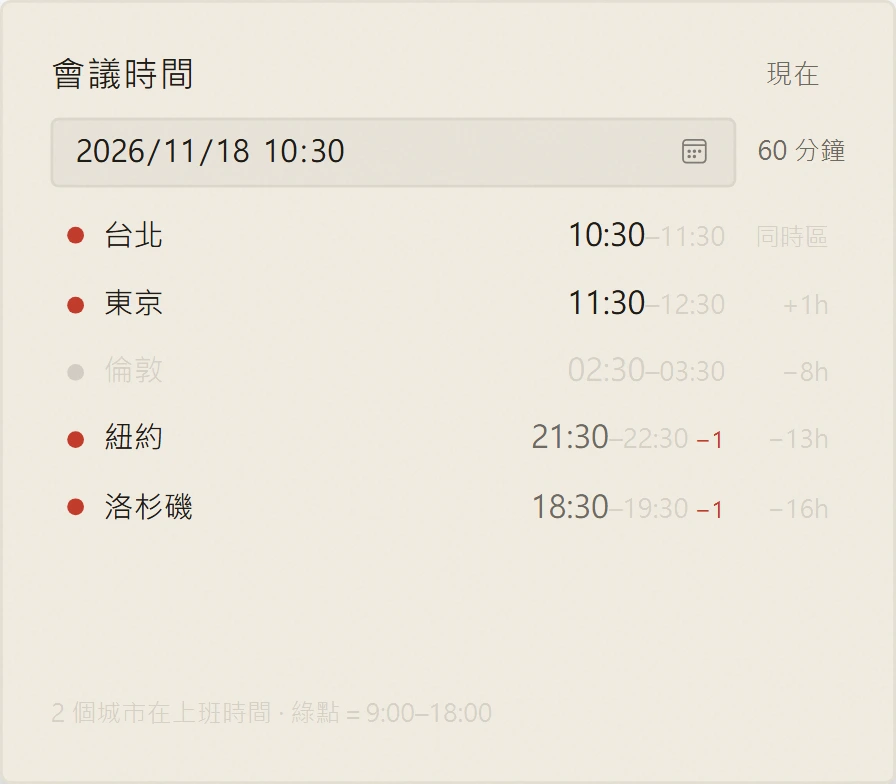 會議時間 現在
2026/11/18 10:30 60 分鐘
台北 10:30–11:30 同時區
東京 11:30–12:30 +1h
倫敦 02:30–03:30 −8h
紐約 21:30–22:30 −1 −13h
洛杉磯 18:30–19:30 −1 −16h
2 個城市在上班時間 · 綠點 = 9:00–18:00